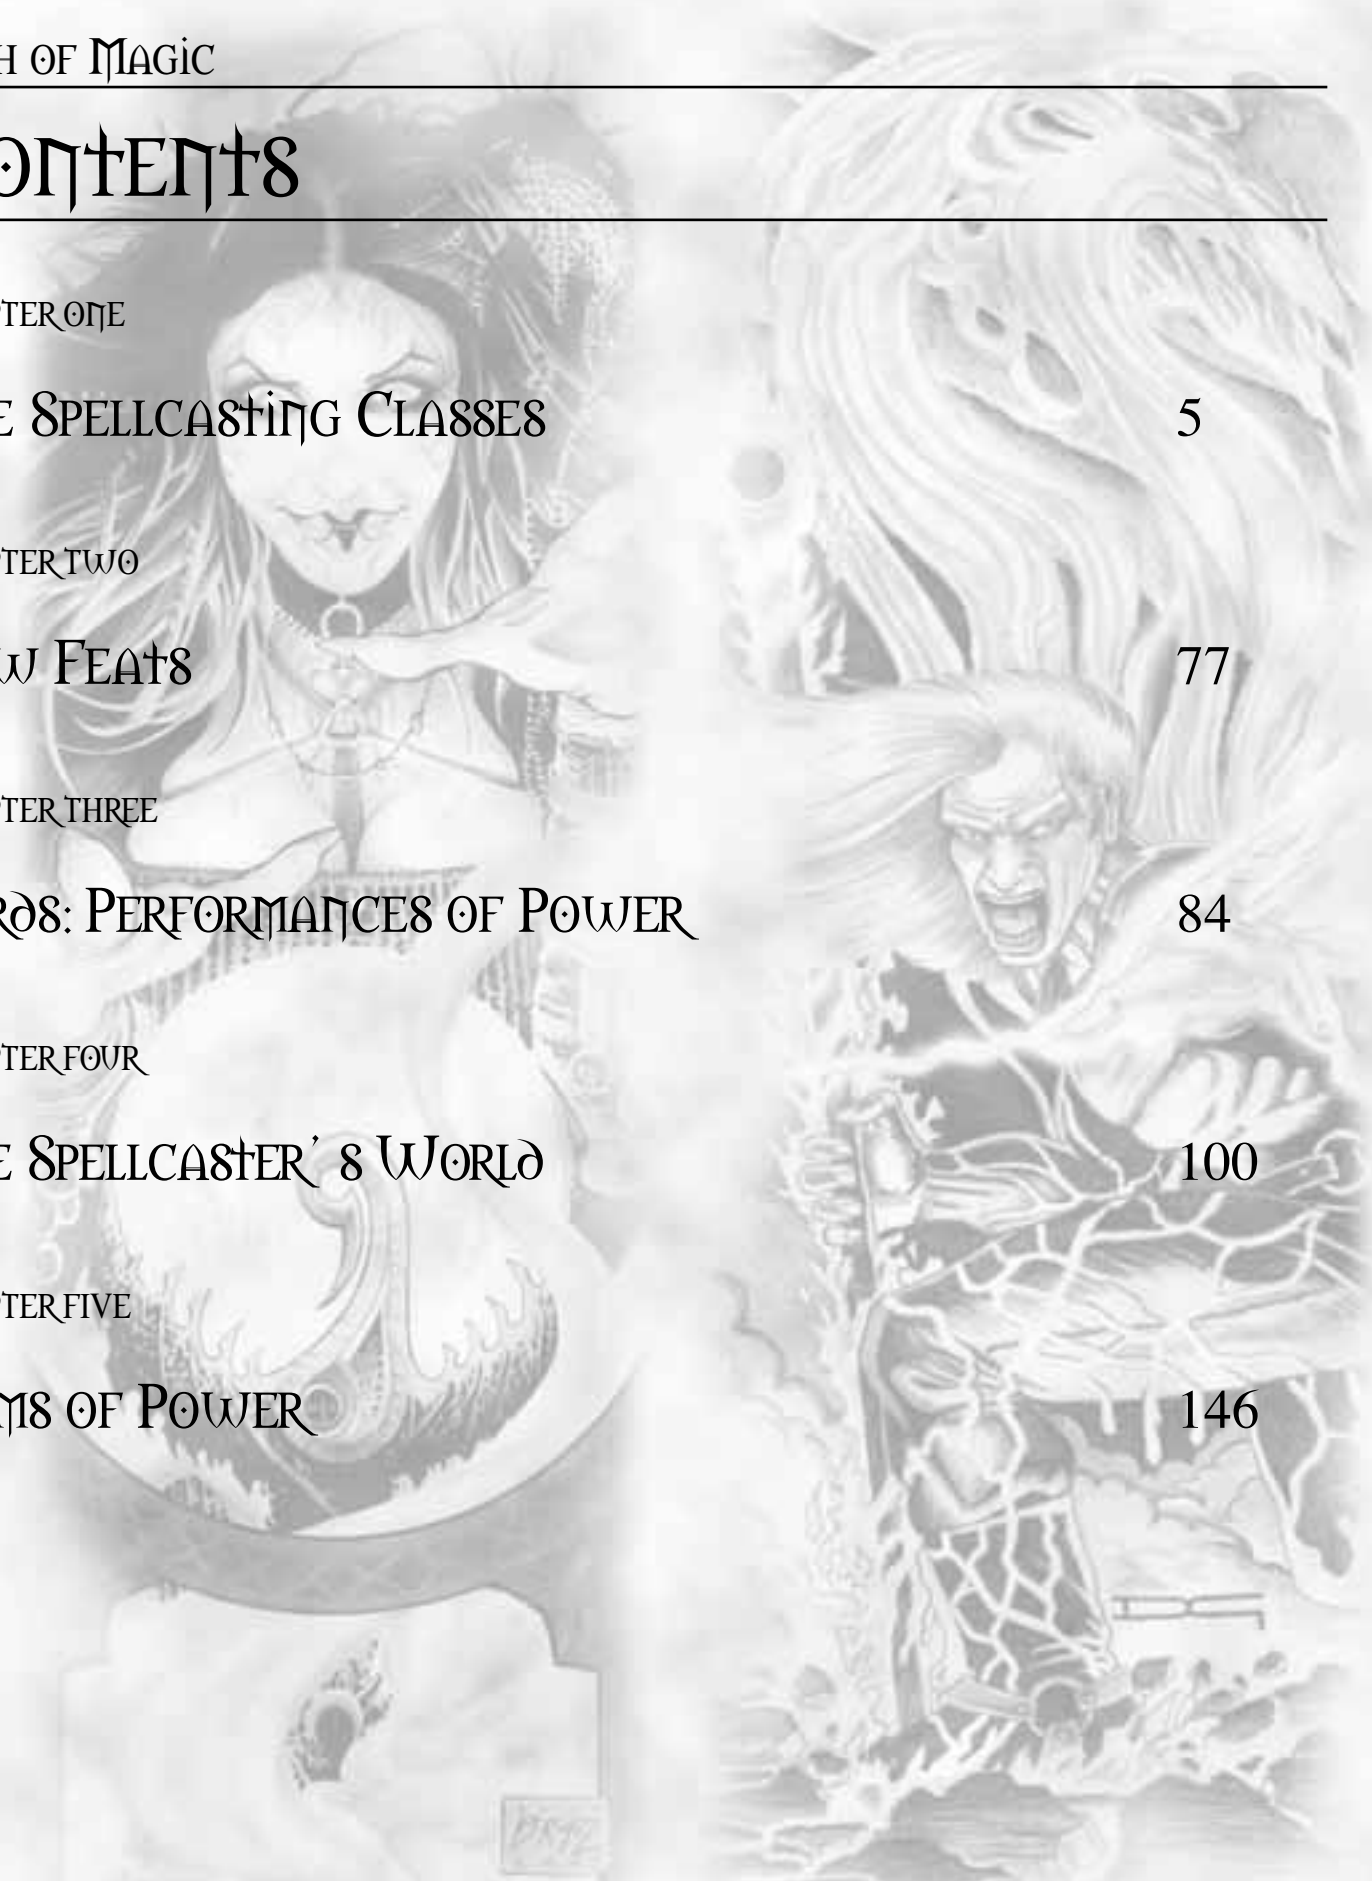 H OF MAGIC
ONTENTS
TER ONE
E SPELLCASTING CLASSES 5
TER TWO
W FEATS 77
TER THREE
RDS: PERFORMANCES OF POWER 84
TER FOUR
E SPELLCASTER' S WORLD 100
TER FIVE
MS OF POWER 146